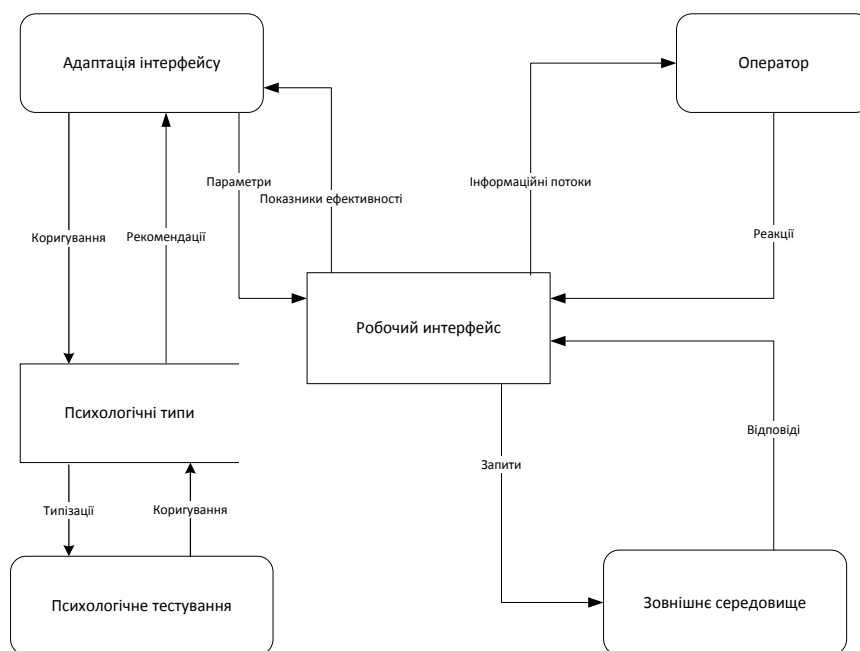 Адаптація інтерфейсу
Оператор
Параметри
Інформаційні потоки
Показники ефективності
Коригування
Рекомендації
Реакції
Робочий интерфейс
Психологічні типи
Відповіді
Запити
Типізації
Коригування
Психологічне тестування
Зовнішнє середовище